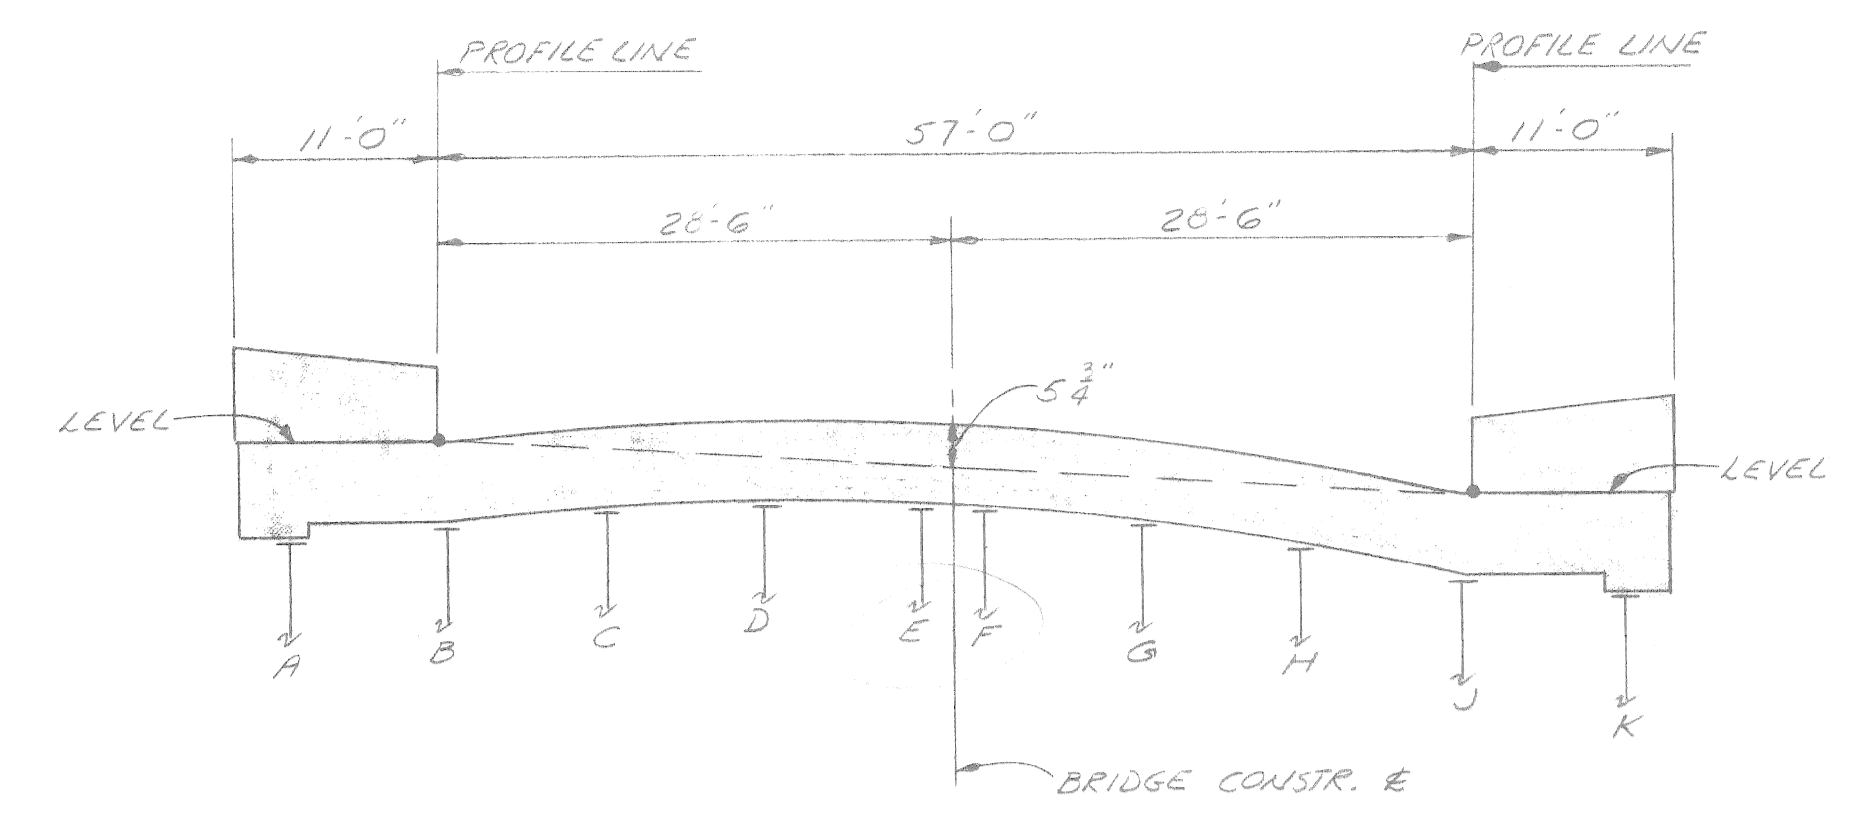 PROFILE LINE
PROFILE LINE
11'-0"
57'-0"
11'-0"
28'-6"
28'-6"
5 3/4"
LEVEL
LEVEL
A
B
C
D
E
F
G
H
J
K
BRIDGE CONSTR. ℄